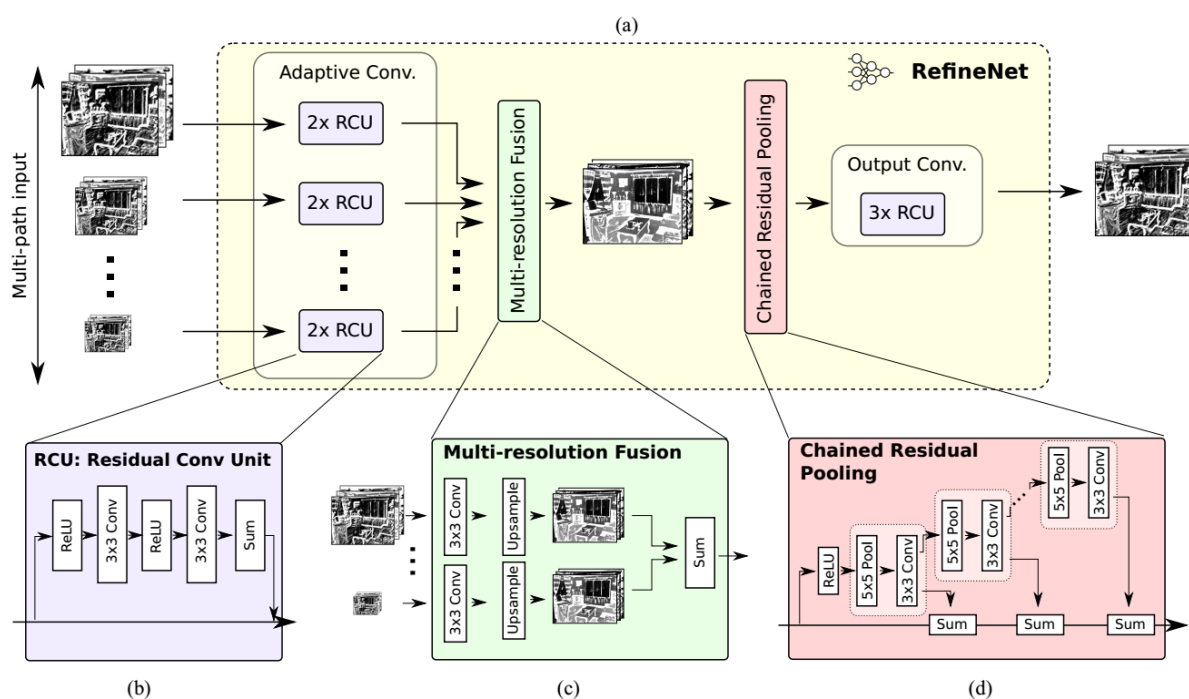 (a)
Multi-path input
Adaptive Conv.
2x RCU
2x RCU
2x RCU
Multi-resolution Fusion
Chained Residual Pooling
RefineNet
Output Conv.
3x RCU
RCU: Residual Conv Unit
ReLU
3x3 Conv
ReLU
3x3 Conv
Sum
(b)
Multi-resolution Fusion
3x3 Conv
Upsample
3x3 Conv
Upsample
Sum
(c)
Chained Residual
Pooling
ReLU
5x5 Pool
3x3 Conv
5x5 Pool
3x3 Conv
5x5 Pool
3x3 Conv
Sum
Sum
Sum
(d)